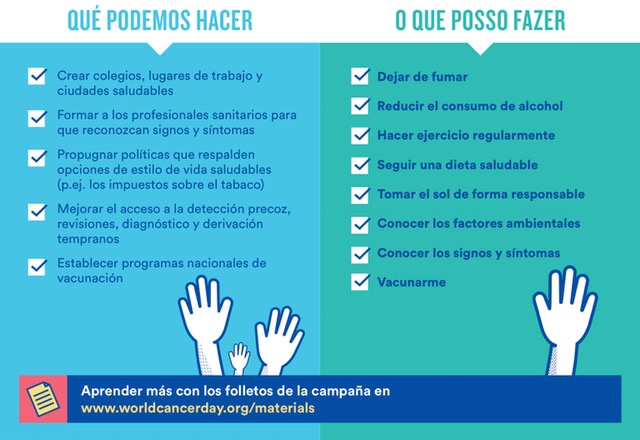 QUÉ PODEMOS HACER
Crear colegios, lugares de trabajo y
ciudades saludables
Formar a los profesionales sanitarios para
que reconozcan signos y síntomas
Propugnar políticas que respalden
opciones de estilo de vida saludables
(p.ej. los impuestos sobre el tabaco)
Mejorar el acceso a la detección precoz,
revisiones, diagnóstico y derivación
tempranos
Establecer programas nacionales de
vacunación
O QUE POSSO FAZER
Dejar de fumar
Reducir el consumo de alcohol
Hacer ejercicio regularmente
Seguir una dieta saludable
Tomar el sol de forma responsable
Conocer los factores ambientales
Conocer los signos y síntomas
Vacunarme
Aprender más con los folletos de la campaña en
www.worldcancerday.org/materials